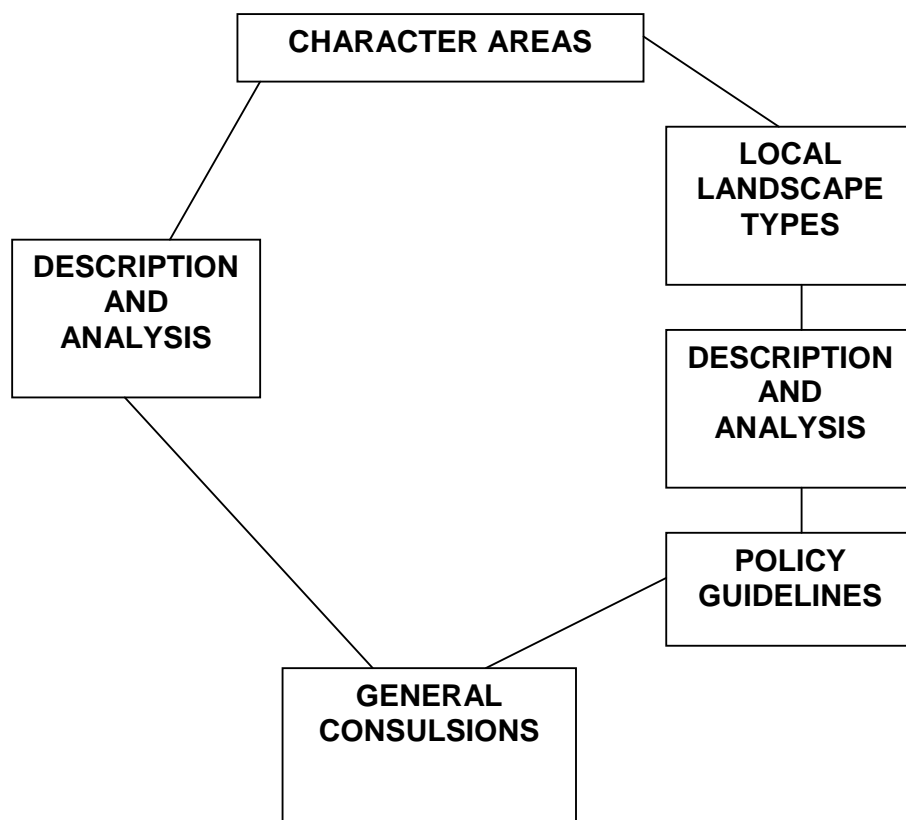 CHARACTER AREAS
LOCAL
LANDSCAPE
TYPES
DESCRIPTION
AND
ANALYSIS
DESCRIPTION
AND
ANALYSIS
POLICY
GUIDELINES
GENERAL
CONSULSIONS